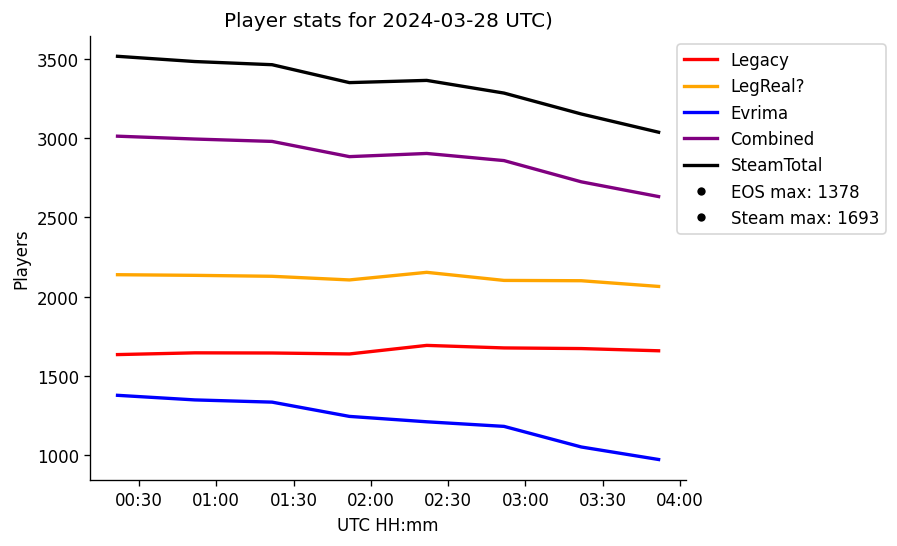 Player stats for 2024-03-28 UTC)
3500
3000
2500
2000
1500
1000
Players
00:30 01:00 01:30 02:00 02:30 03:00 03:30 04:00
UTC HH:mm
Legacy
LegReal?
Evrima
Combined
SteamTotal
EOS max: 1378
Steam max: 1693